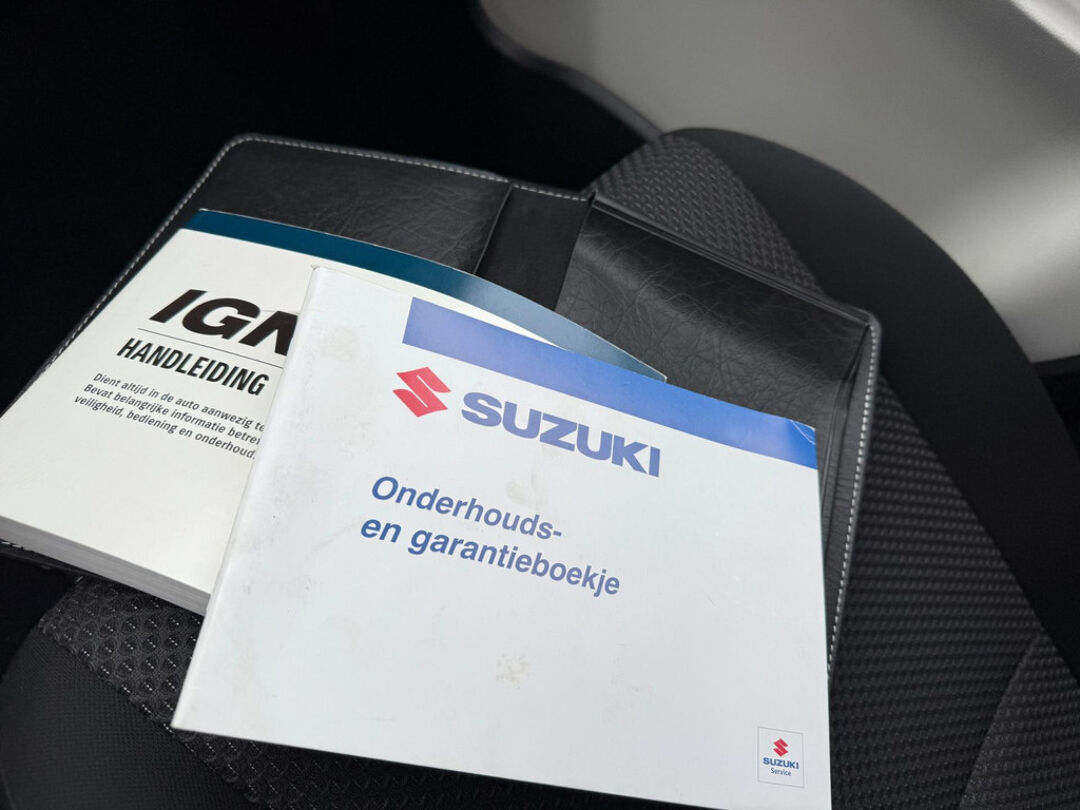 IGN
HANDLEIDING
Dient altijd in de auto aanwezig te
Bevat belangrijke informatie
veiligheid, bediening en onderhoud.
SUZUKI
Onderhouds-
en garantieboekje
SUZUKI
Service